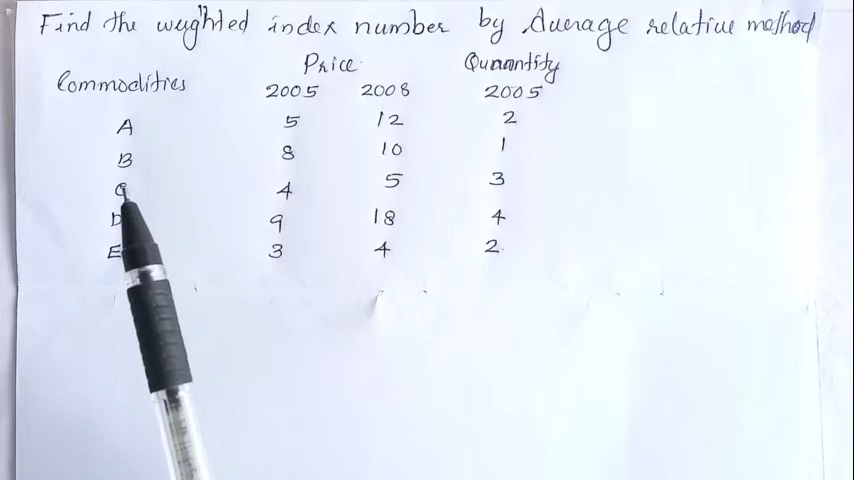 Find the weighted index number by Average relative method
Price Quantity
Commodities 2005 2008 2005
A 5 12 2
B 8 10 1
C 4 5 3
D 9 18 4
E 3 4 2